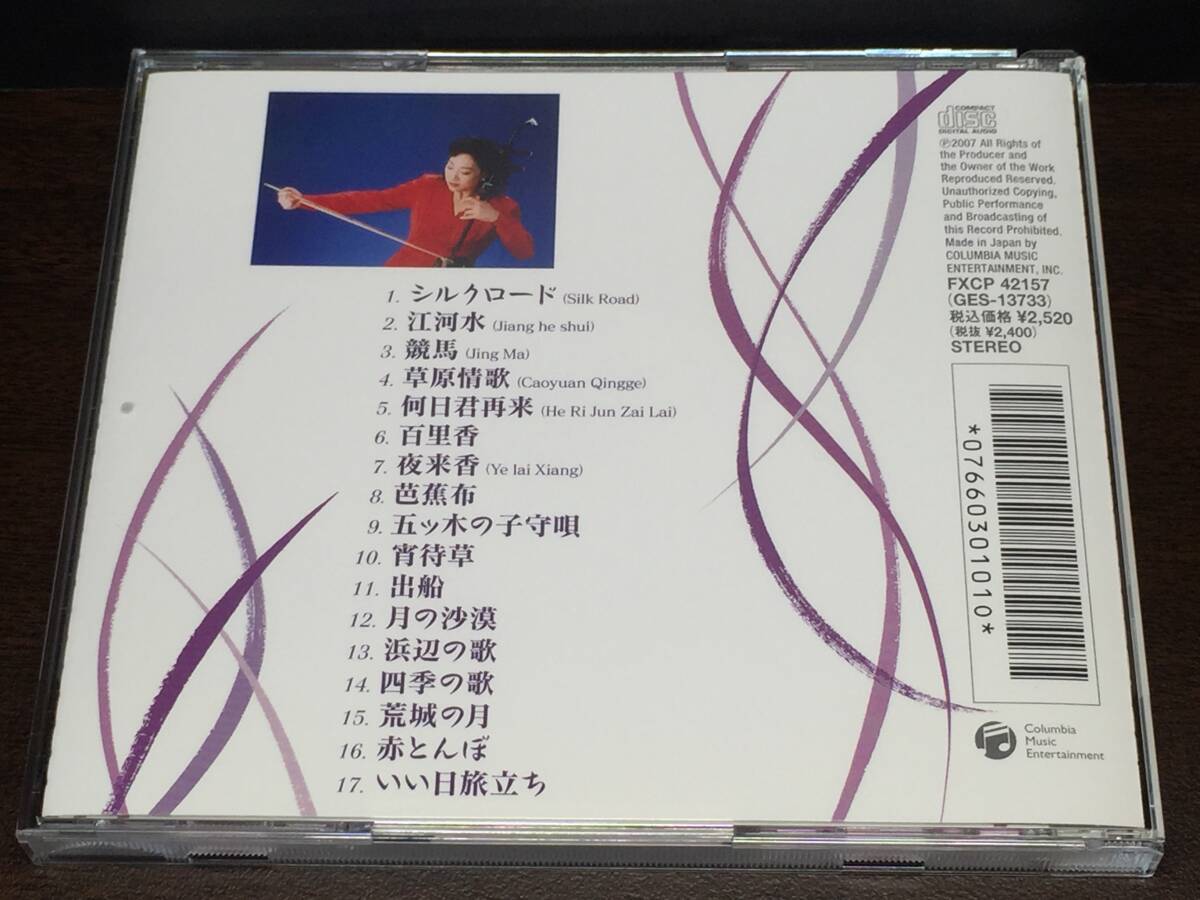 1. シルクロード (Silk Road)
2. 江河水 (Jiang he shui)
3. 競馬 (Jing Ma)
4. 草原情歌 (Caoyuan Qingge)
5. 何日君再来 (He Ri Jun Zai Lai)
6. 百里香
7. 夜来香 (Ye lai Xiang)
8. 芭蕉布
9. 五ッ木の子守唄
10. 宵待草
11. 出船
12. 月の沙漠
13. 浜辺の歌
14. 四季の歌
15. 荒城の月
16. 赤とんぼ
17. いい日旅立ち
COMPACT
disc
DIGITAL AUDIO
Ⓟ2007 All Rights of
the Producer and
the Owner of the Work
Reproduced Reserved.
Unauthorized Copying,
Public Performance
and Broadcasting of
this Record Prohibited.
Made in Japan by
COLUMBIA MUSIC
ENTERTAINMENT, INC.
FXCP 42157
(GES-13733)
税込価格 ¥2,520
(税抜 ¥2,400)
STEREO
*0766030101​0*
Columbia
Music
Entertainment